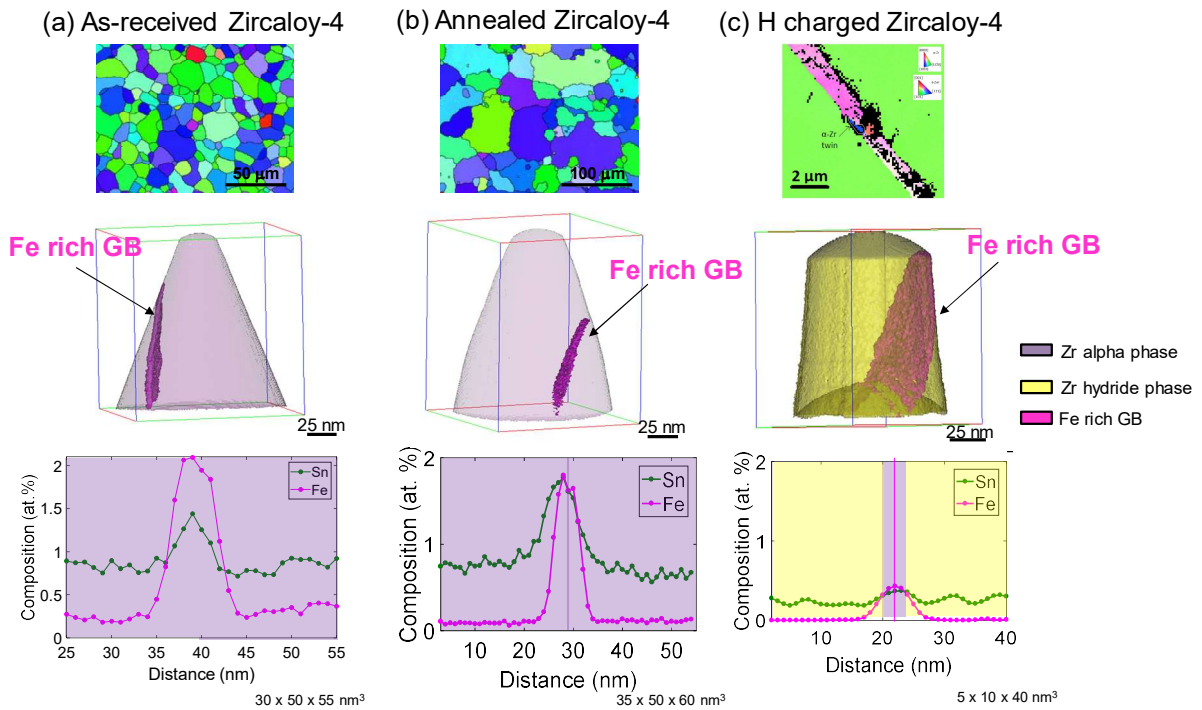 (a) As-received Zircaloy-4
(b) Annealed Zircaloy-4
(c) H charged Zircaloy-4
50 µm
100 µm
α-Zr
twin
2 µm
Fe rich GB
25 nm
Fe rich GB
25 nm
Fe rich GB
25 nm
Zr alpha phase
Zr hydride phase
Fe rich GB
Composition (at. %)
2
1.5
1
0.5
0
Sn
Fe
25 30 35 40 45 50 55
Distance (nm)
30 x 50 x 55 nm³
Composition (at. %)
2
1
0
Sn
Fe
10 20 30 40 50
Distance (nm)
35 x 50 x 60 nm³
Composition (at. %)
2
1
0
Sn
Fe
10 20 30 40
Distance (nm)
5 x 10 x 40 nm³